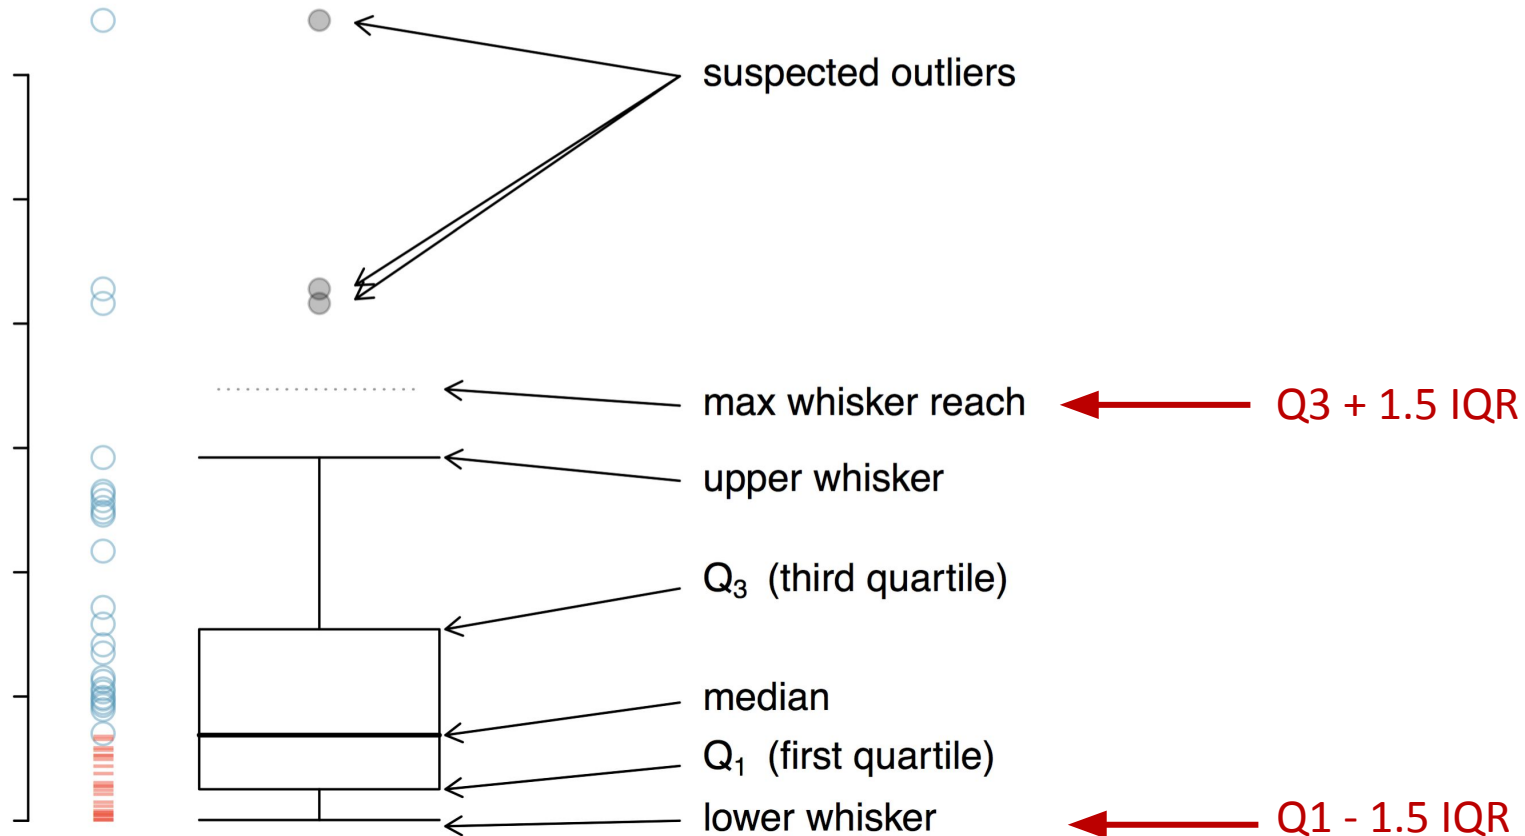 suspected outliers
max whisker reach
Q3 + 1.5 IQR
upper whisker
Q₃ (third quartile)
median
Q₁ (first quartile)
lower whisker
Q1 - 1.5 IQR